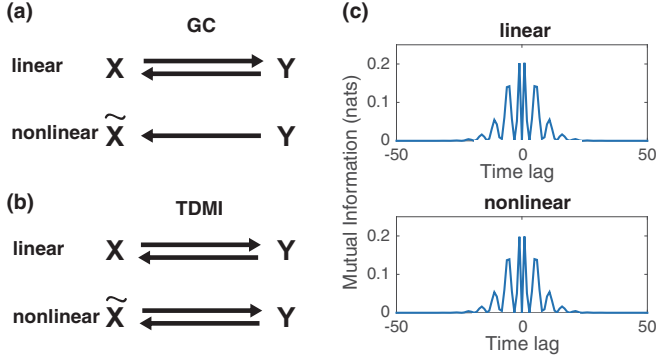 (a)
GC
linear X Y
nonlinear X̃ Y
(b)
TDMI
linear X Y
nonlinear X̃ Y
(c)
linear
Mutual Information (nats)
0.2
0.1
0
-50 0 50
Time lag
nonlinear
0.2
0.1
0
-50 0 50
Time lag